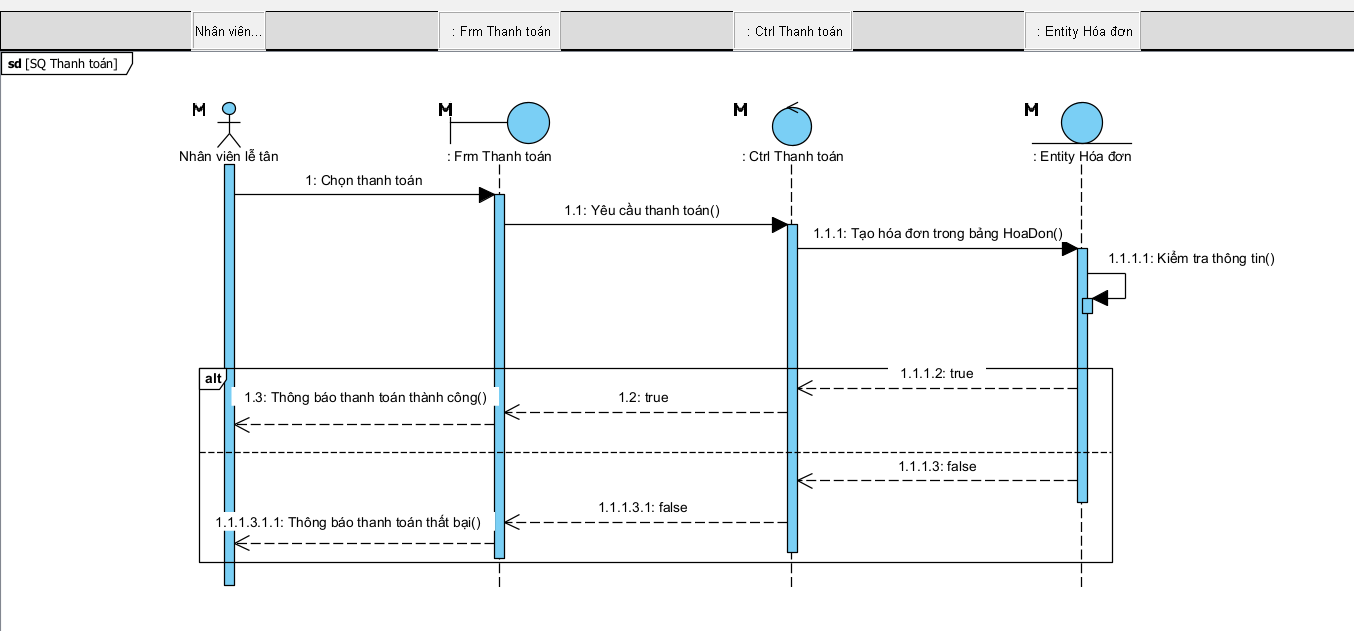 Nhân viên...
: Frm Thanh toán
: Ctrl Thanh toán
: Entity Hóa đơn
sd [SQ Thanh toán]
Nhân viên lễ tân
: Frm Thanh toán
: Ctrl Thanh toán
: Entity Hóa đơn
1: Chọn thanh toán
1.1: Yêu cầu thanh toán()
1.1.1: Tạo hóa đơn trong bảng HoaDon()
1.1.1.1: Kiểm tra thông tin()
alt
1.1.1.2: true
1.2: true
1.3: Thông báo thanh toán thành công()
1.1.1.3: false
1.1.1.3.1: false
1.1.1.3.1.1: Thông báo thanh toán thất bại()